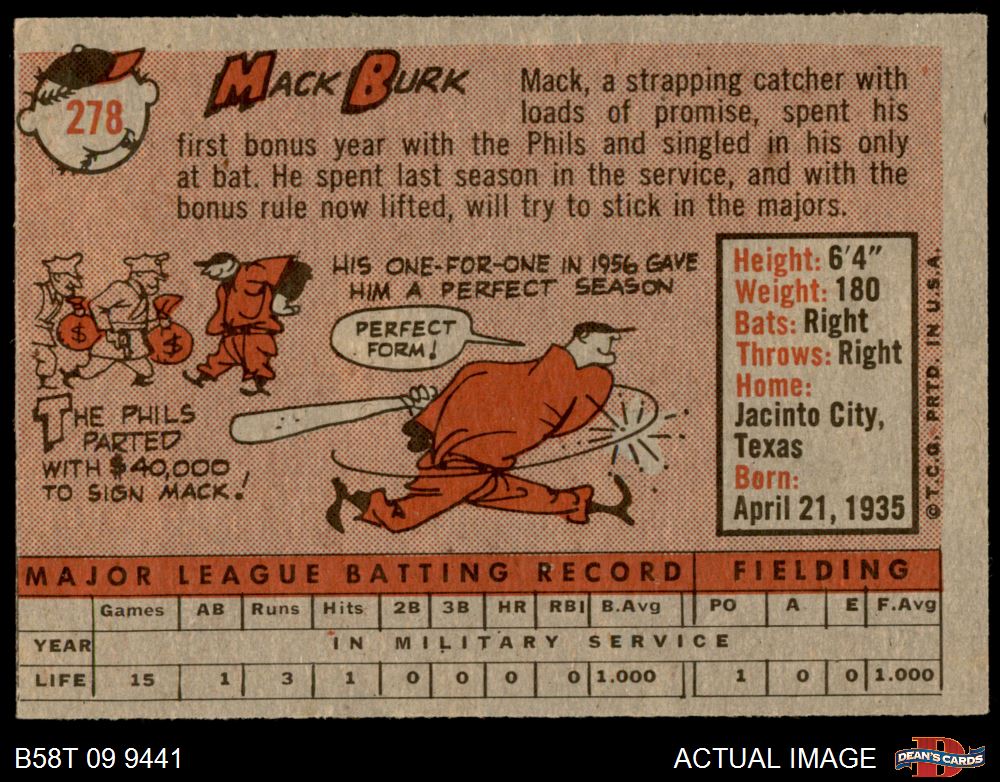 278
MACK BURK
Mack, a strapping catcher with
loads of promise, spent his
first bonus year with the Phils and singled in his only
at bat. He spent last season in the service, and with the
bonus rule now lifted, will try to stick in the majors.
HIS ONE-FOR-ONE IN 1956 GAVE
HIM A PERFECT SEASON
PERFECT
FORM!
$ $
THE PHILS
PARTED
WITH $40,000
TO SIGN MACK!
Height: 6'4"
Weight: 180
Bats: Right
Throws: Right
Home:
Jacinto City,
Texas
Born:
April 21, 1935
©T.C.G. PRTD. IN U.S.A.
MAJOR LEAGUE BATTING RECORD FIELDING
Games AB Runs Hits 2B 3B HR RBI B.Avg PO A E F.Avg
YEAR IN MILITARY SERVICE
LIFE 15 1 3 1 0 0 0 0 1.000 1 0 0 1.000
B58T 09 9441 ACTUAL IMAGE D DEAN'S CARDS